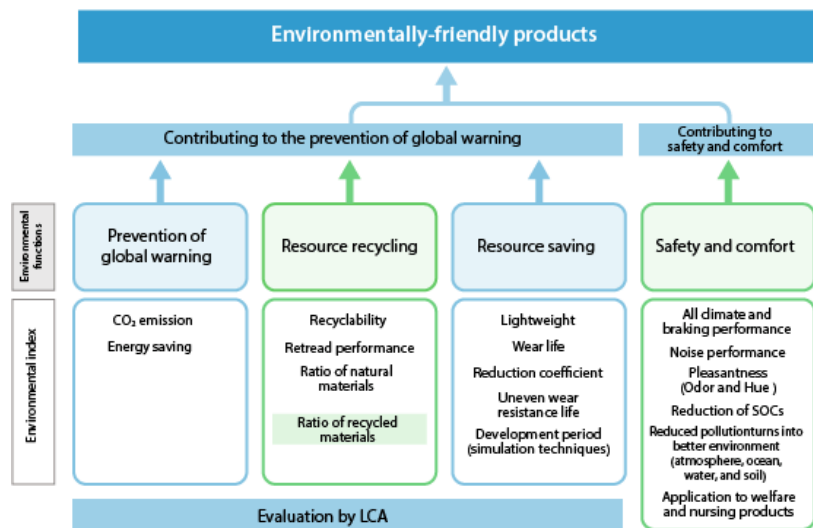 Environmentally-friendly products
Contributing to the prevention of global warning
Contributing to
safety and comfort
Environmental
functions
Prevention of
global warning
Resource recycling
Resource saving
Safety and comfort
Environmental index
CO₂ emission
Energy saving
Recyclability
Retread performance
Ratio of natural
materials
Ratio of recycled
materials
Lightweight
Wear life
Reduction coefficient
Uneven wear
resistance life
Development period
(simulation techniques)
All climate and
braking performance
Noise performance
Pleasantness
(Odor and Hue )
Reduction of SOCs
Reduced pollutionturns into
better environment
(atmosphere, ocean,
water, and soil)
Application to welfare
and nursing products
Evaluation by LCA